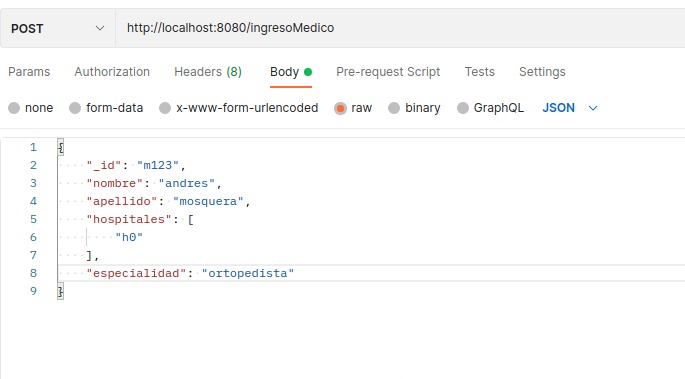 POST http://localhost:8080/ingresoMedico
Params Authorization Headers (8) Body Pre-request Script Tests Settings
none form-data x-www-form-urlencoded raw binary GraphQL JSON
1 {
2 "_id": "m123",
3 "nombre": "andres",
4 "apellido": "mosquera",
5 "hospitales": [
6 "h0"
7 ],
8 "especialidad": "ortopedista"
9 }